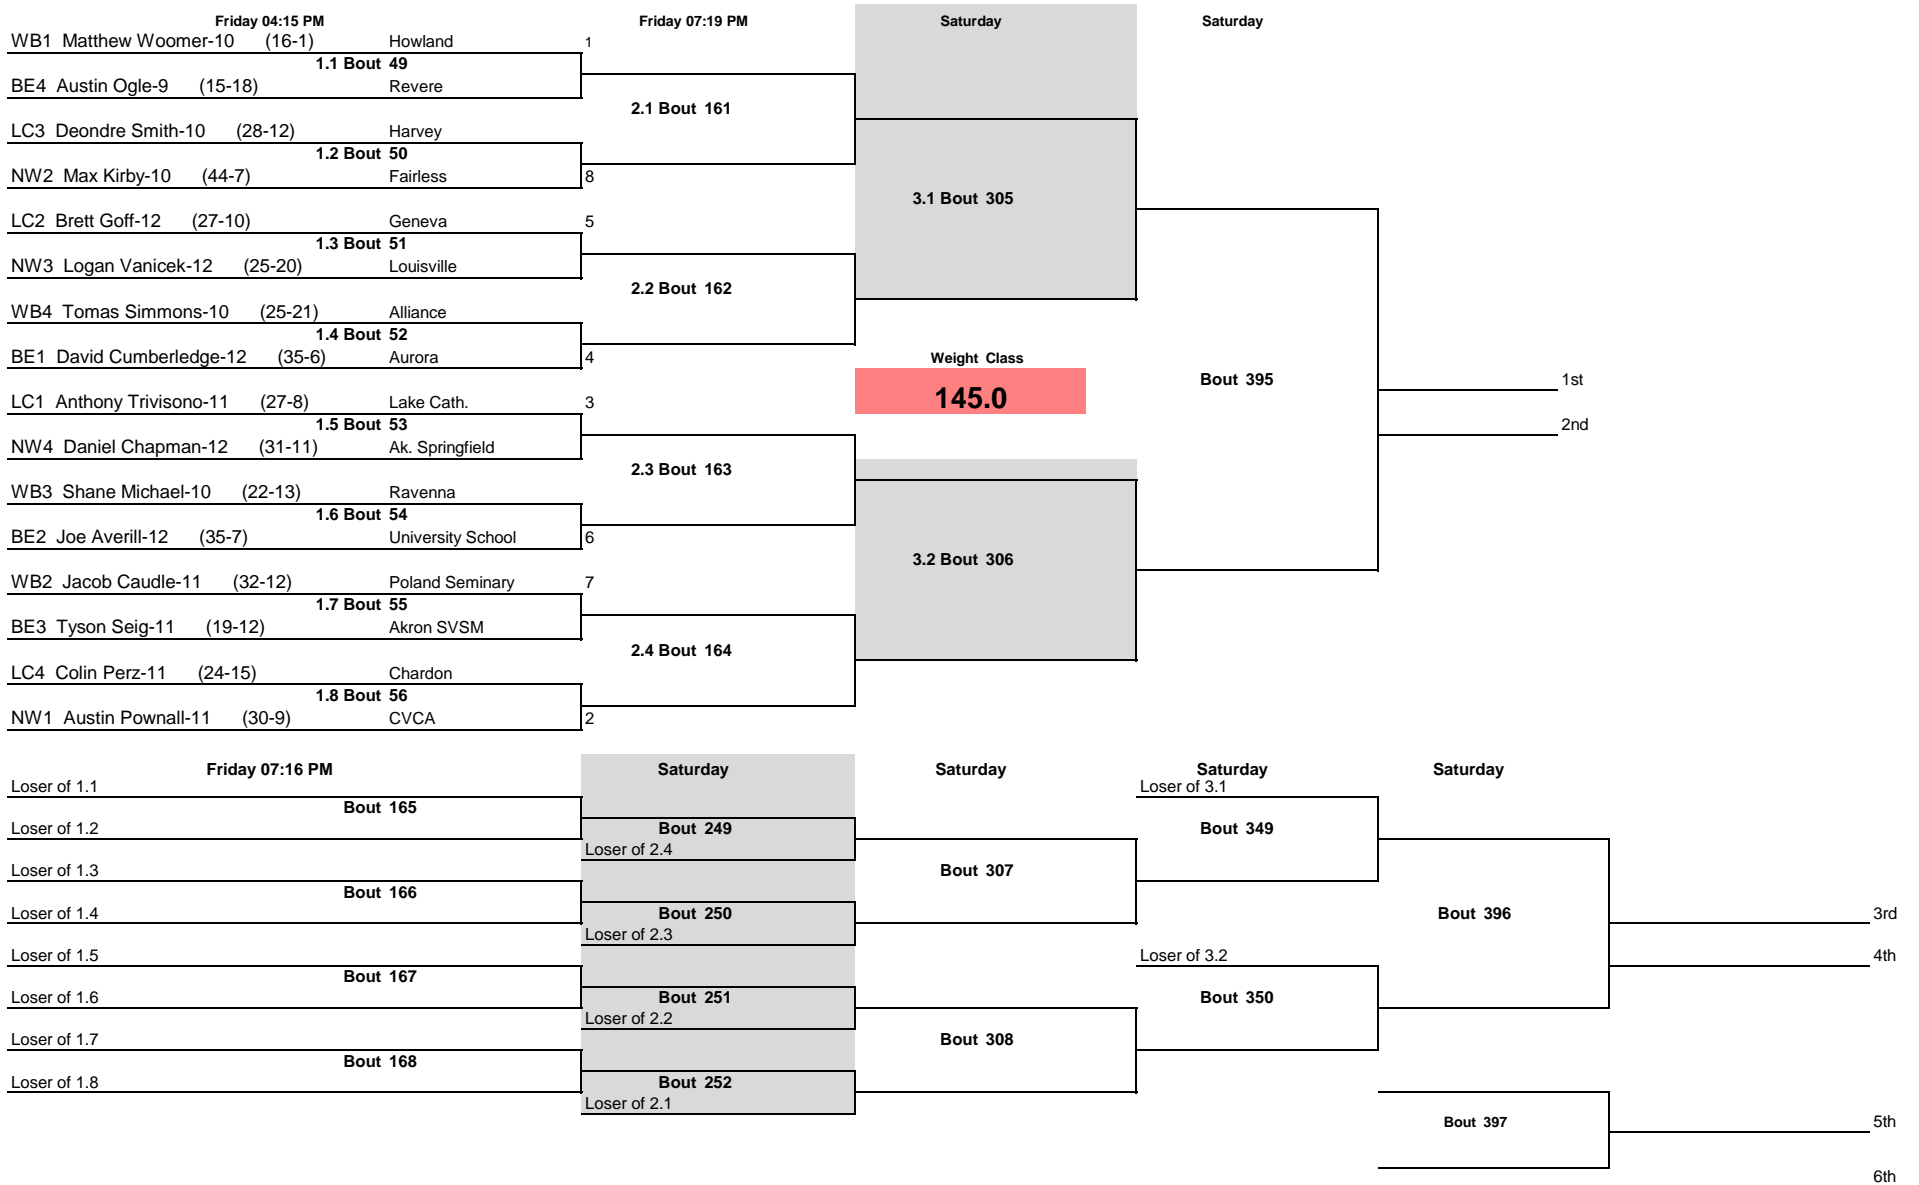 Friday 04:15 PM Friday 07:19 PM Saturday Saturday
WB1 Matthew Woomer-10 (16-1) Howland 1
1.1 Bout 49
BE4 Austin Ogle-9 (15-18) Revere
2.1 Bout 161
LC3 Deondre Smith-10 (28-12) Harvey
1.2 Bout 50
NW2 Max Kirby-10 (44-7) Fairless 8
3.1 Bout 305
LC2 Brett Goff-12 (27-10) Geneva 5
1.3 Bout 51
NW3 Logan Vanicek-12 (25-20) Louisville
2.2 Bout 162
WB4 Tomas Simmons-10 (25-21) Alliance
1.4 Bout 52
BE1 David Cumberledge-12 (35-6) Aurora 4 Weight Class
Bout 395 1st
145.0
LC1 Anthony Trivisono-11 (27-8) Lake Cath. 3
1.5 Bout 53 2nd
NW4 Daniel Chapman-12 (31-11) Ak. Springfield
2.3 Bout 163
WB3 Shane Michael-10 (22-13) Ravenna
1.6 Bout 54
BE2 Joe Averill-12 (35-7) University School 6
3.2 Bout 306
WB2 Jacob Caudle-11 (32-12) Poland Seminary 7
1.7 Bout 55
BE3 Tyson Seig-11 (19-12) Akron SVSM
2.4 Bout 164
LC4 Colin Perz-11 (24-15) Chardon
1.8 Bout 56
NW1 Austin Pownall-11 (30-9) CVCA 2
Friday 07:16 PM Saturday Saturday Saturday Saturday
Loser of 1.1 Loser of 3.1
Bout 165
Loser of 1.2 Bout 249 Bout 349
Loser of 2.4
Loser of 1.3 Bout 307
Bout 166
Loser of 1.4 Bout 250 Bout 396 3rd
Loser of 2.3
Loser of 1.5 Loser of 3.2 4th
Bout 167
Loser of 1.6 Bout 251 Bout 350
Loser of 2.2
Loser of 1.7 Bout 308
Bout 168
Loser of 1.8 Bout 252
Loser of 2.1
Bout 397 5th
6th